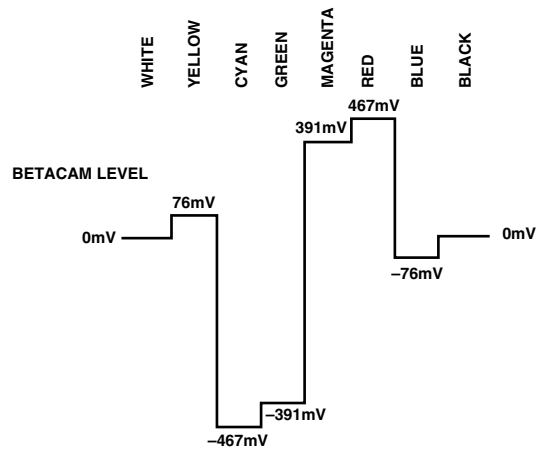 WHITE
YELLOW
CYAN
GREEN
MAGENTA
RED
BLUE
BLACK
467mV
391mV
BETACAM LEVEL
76mV
0mV
0mV
−76mV
−391mV
−467mV